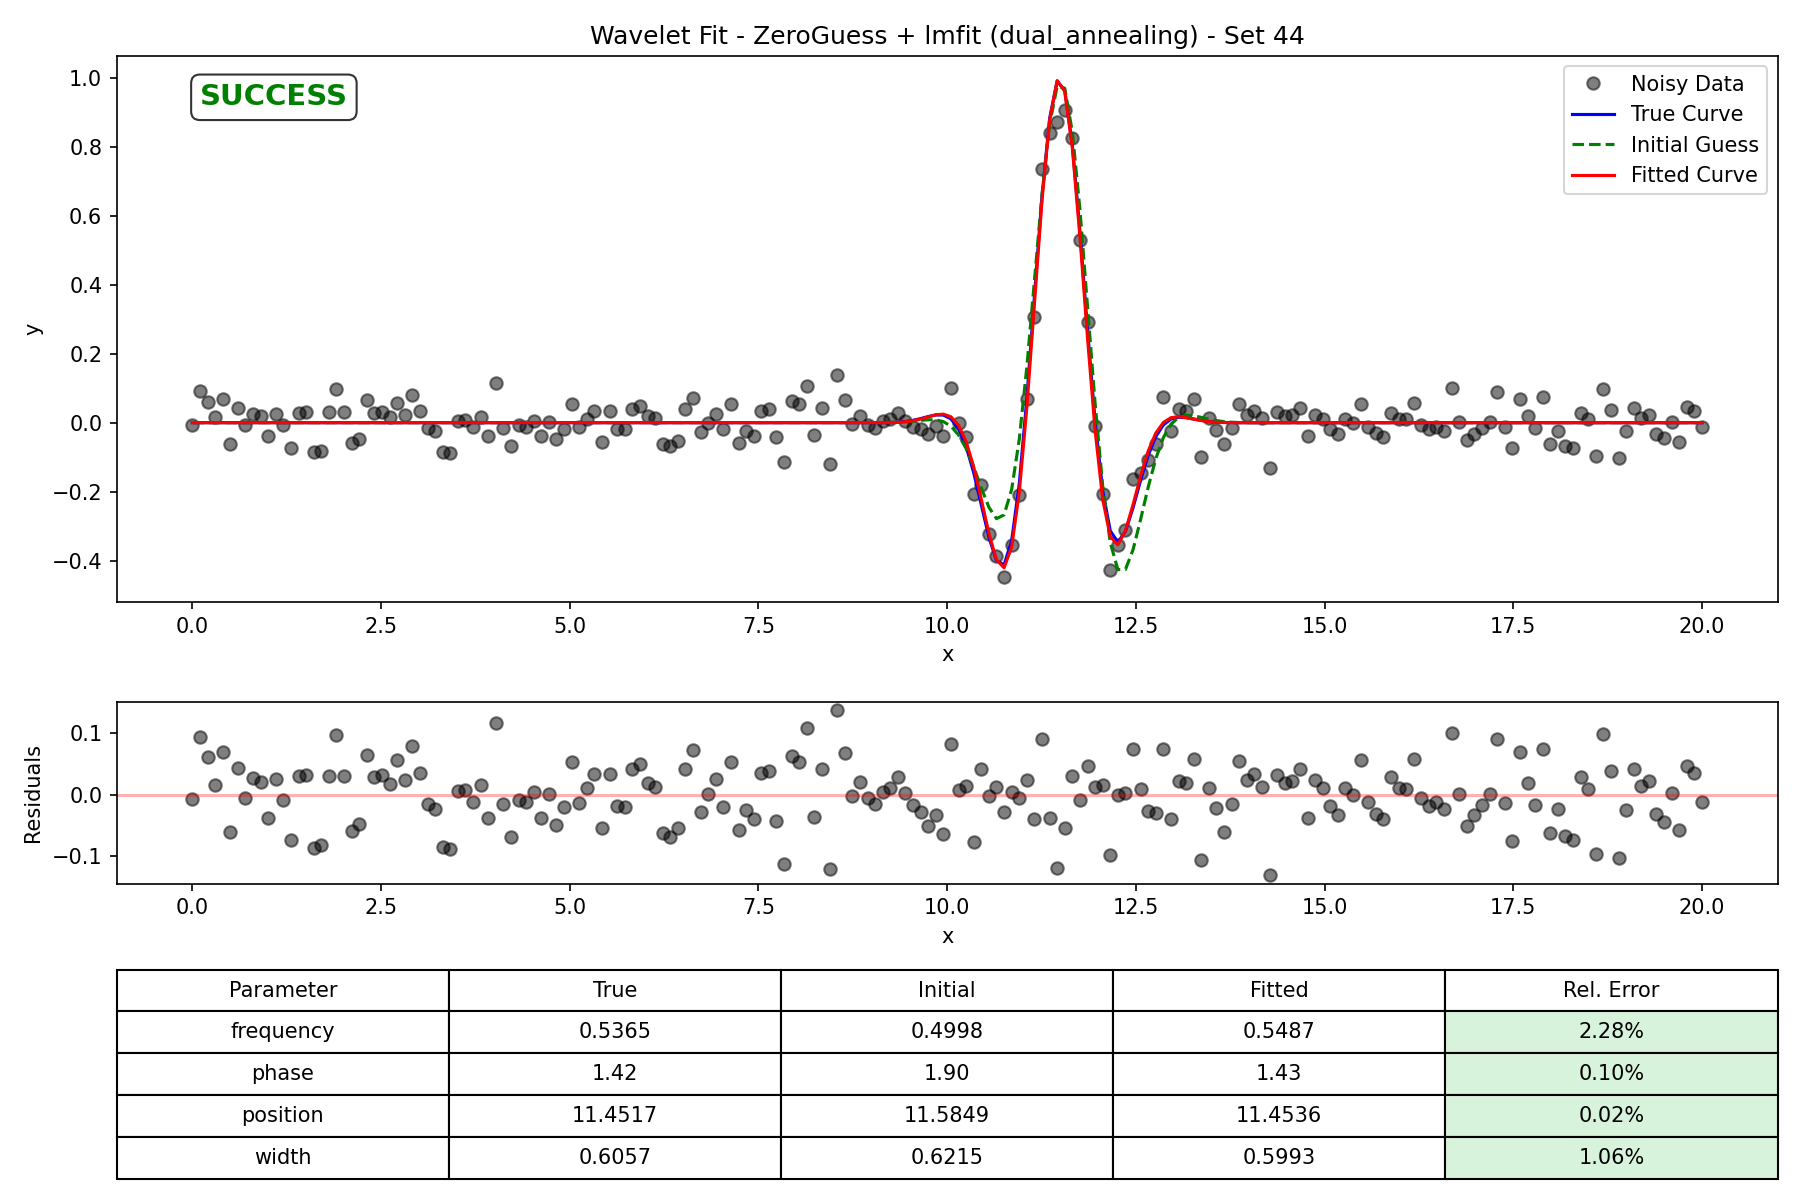 Wavelet Fit - ZeroGuess + lmfit (dual_annealing) - Set 44
SUCCESS
Noisy Data
True Curve
Initial Guess
Fitted Curve
y
1.0
0.8
0.6
0.4
0.2
0.0
−0.2
−0.4
0.0 2.5 5.0 7.5 10.0 12.5 15.0 17.5 20.0
x
Residuals
0.1
0.0
−0.1
0.0 2.5 5.0 7.5 10.0 12.5 15.0 17.5 20.0
x
Parameter True Initial Fitted Rel. Error
frequency 0.5365 0.4998 0.5487 2.28%
phase 1.42 1.90 1.43 0.10%
position 11.4517 11.5849 11.4536 0.02%
width 0.6057 0.6215 0.5993 1.06%